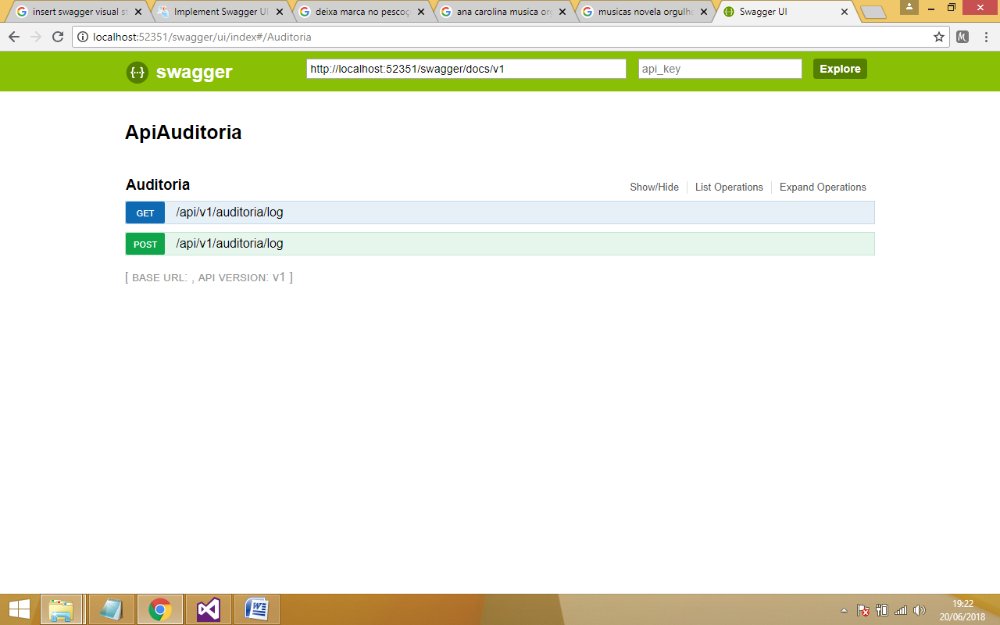 insert swagger visual st
Implement Swagger UI
deixa marca no pescoç
ana carolina musica org
musicas novela orgulho
Swagger UI
localhost:52351/swagger/ui/index#/Auditoria
swagger
http://localhost:52351/swagger/docs/v1
api_key
Explore
ApiAuditoria
Auditoria
Show/Hide
List Operations
Expand Operations
GET /api/v1/auditoria/log
POST /api/v1/auditoria/log
[ BASE URL: , API VERSION: V1 ]
19:22
20/06/2018